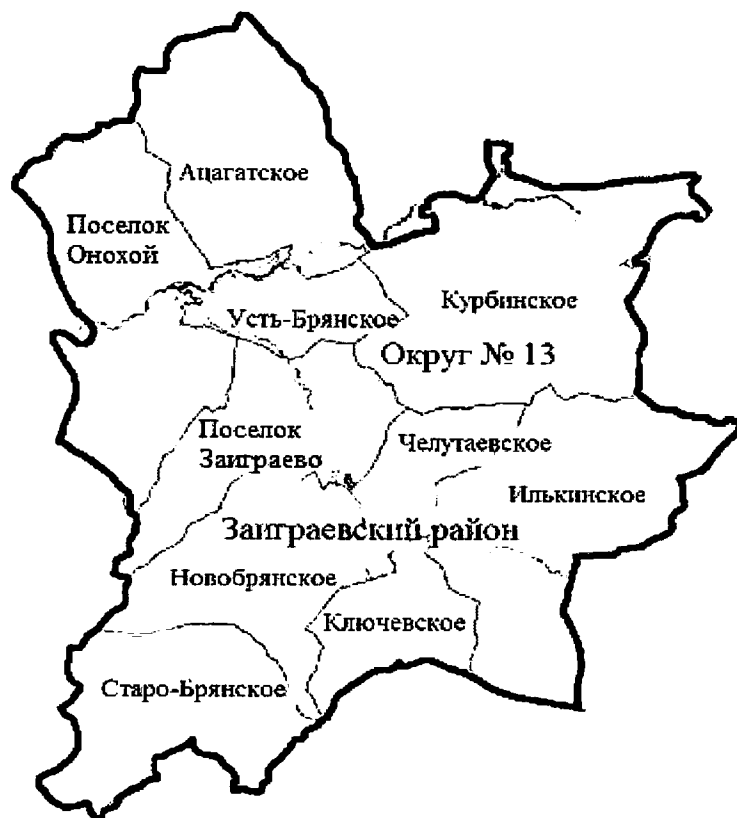 Ацагатское
Поселок
Онохой
Курбинское
Усть-Брянское
Округ № 13
Поселок
Заиграево
Челутаевское
Илькинское
Заиграевский район
Новобрянское
Ключевское
Старо-Брянское